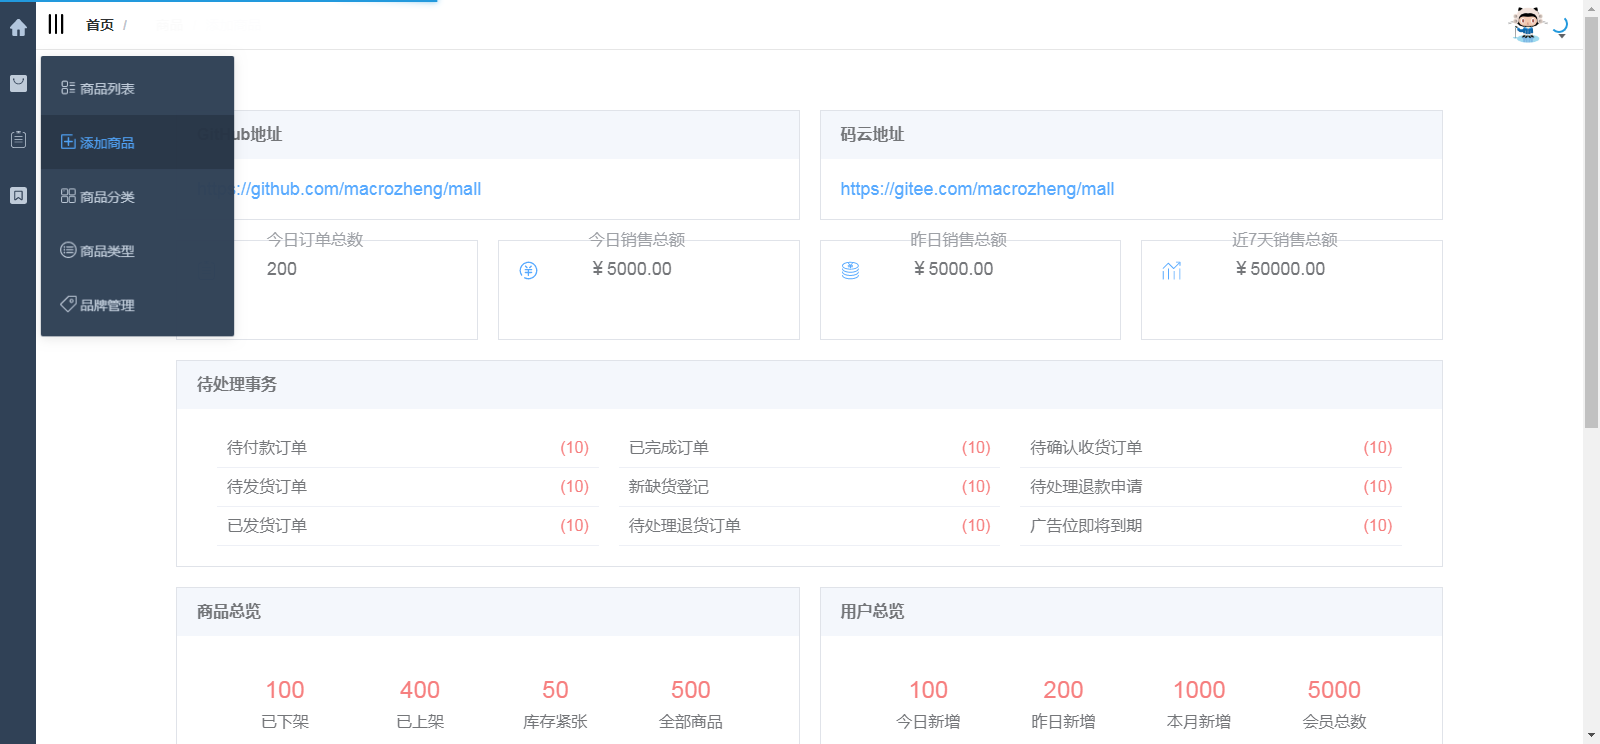 首页 /
商品列表
添加商品
商品分类
商品类型
品牌管理
ub地址
://github.com/macrozheng/mall
码云地址
https://gitee.com/macrozheng/mall
今日订单总数
200
今日销售总额
￥5000.00
昨日销售总额
￥5000.00
近7天销售总额
￥50000.00
待处理事务
待付款订单 (10)
已完成订单 (10)
待确认收货订单 (10)
待发货订单 (10)
新缺货登记 (10)
待处理退款申请 (10)
已发货订单 (10)
待处理退货订单 (10)
广告位即将到期 (10)
商品总览
100
已下架
400
已上架
50
库存紧张
500
全部商品
用户总览
100
今日新增
200
昨日新增
1000
本月新增
5000
会员总数